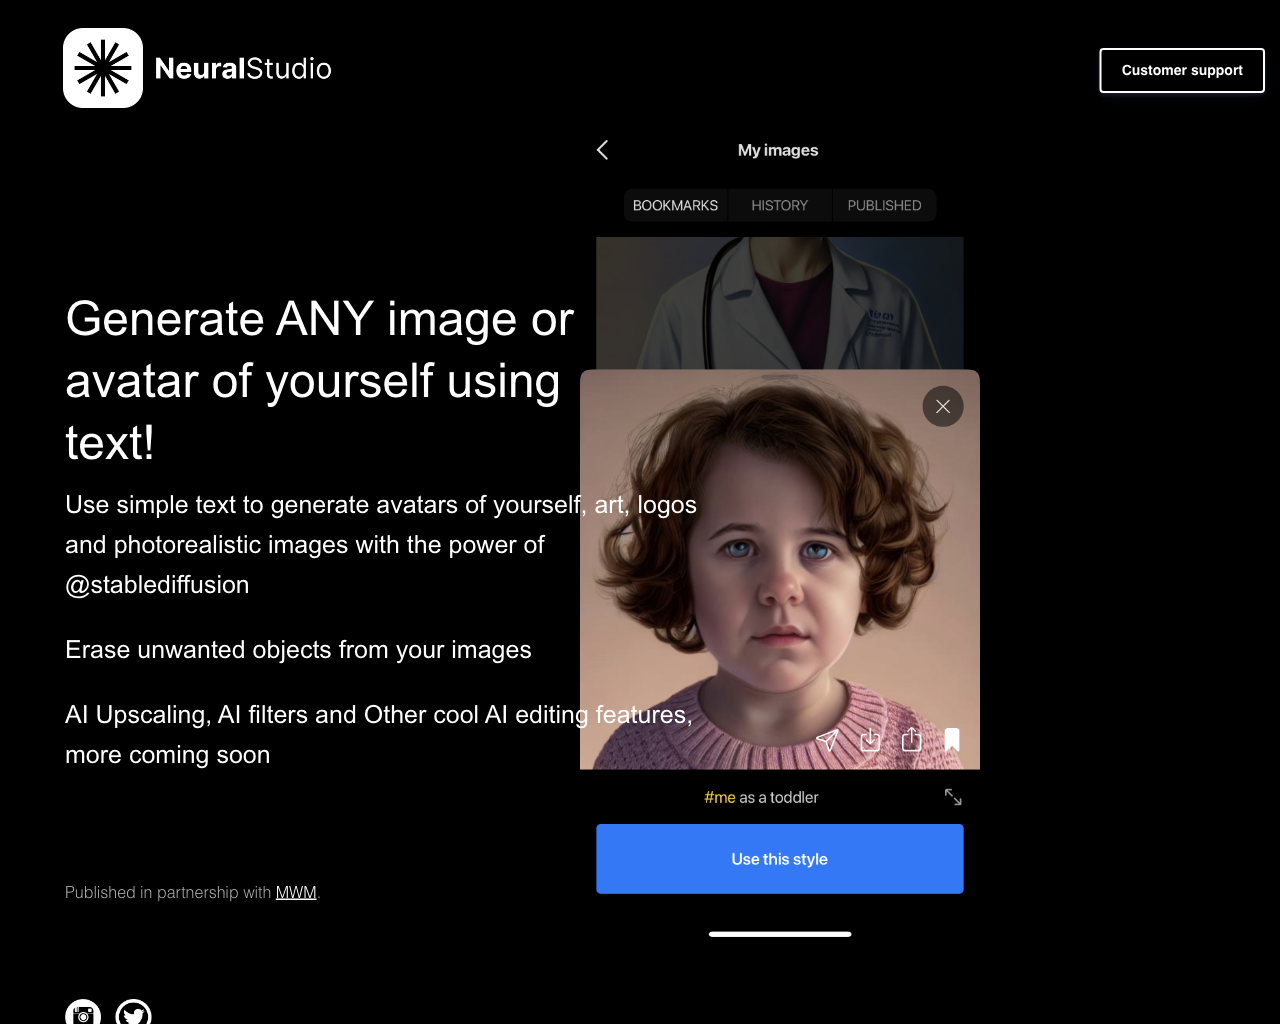 NeuralStudio
Customer support
My images
BOOKMARKS HISTORY PUBLISHED
Generate ANY image or
avatar of yourself using
text!
Use simple text to generate avatars of yourself, art, logos
and photorealistic images with the power of
@stablediffusion
Erase unwanted objects from your images
AI Upscaling, AI filters and Other cool AI editing features,
more coming soon
#me as a toddler
Use this style
Published in partnership with MWM.